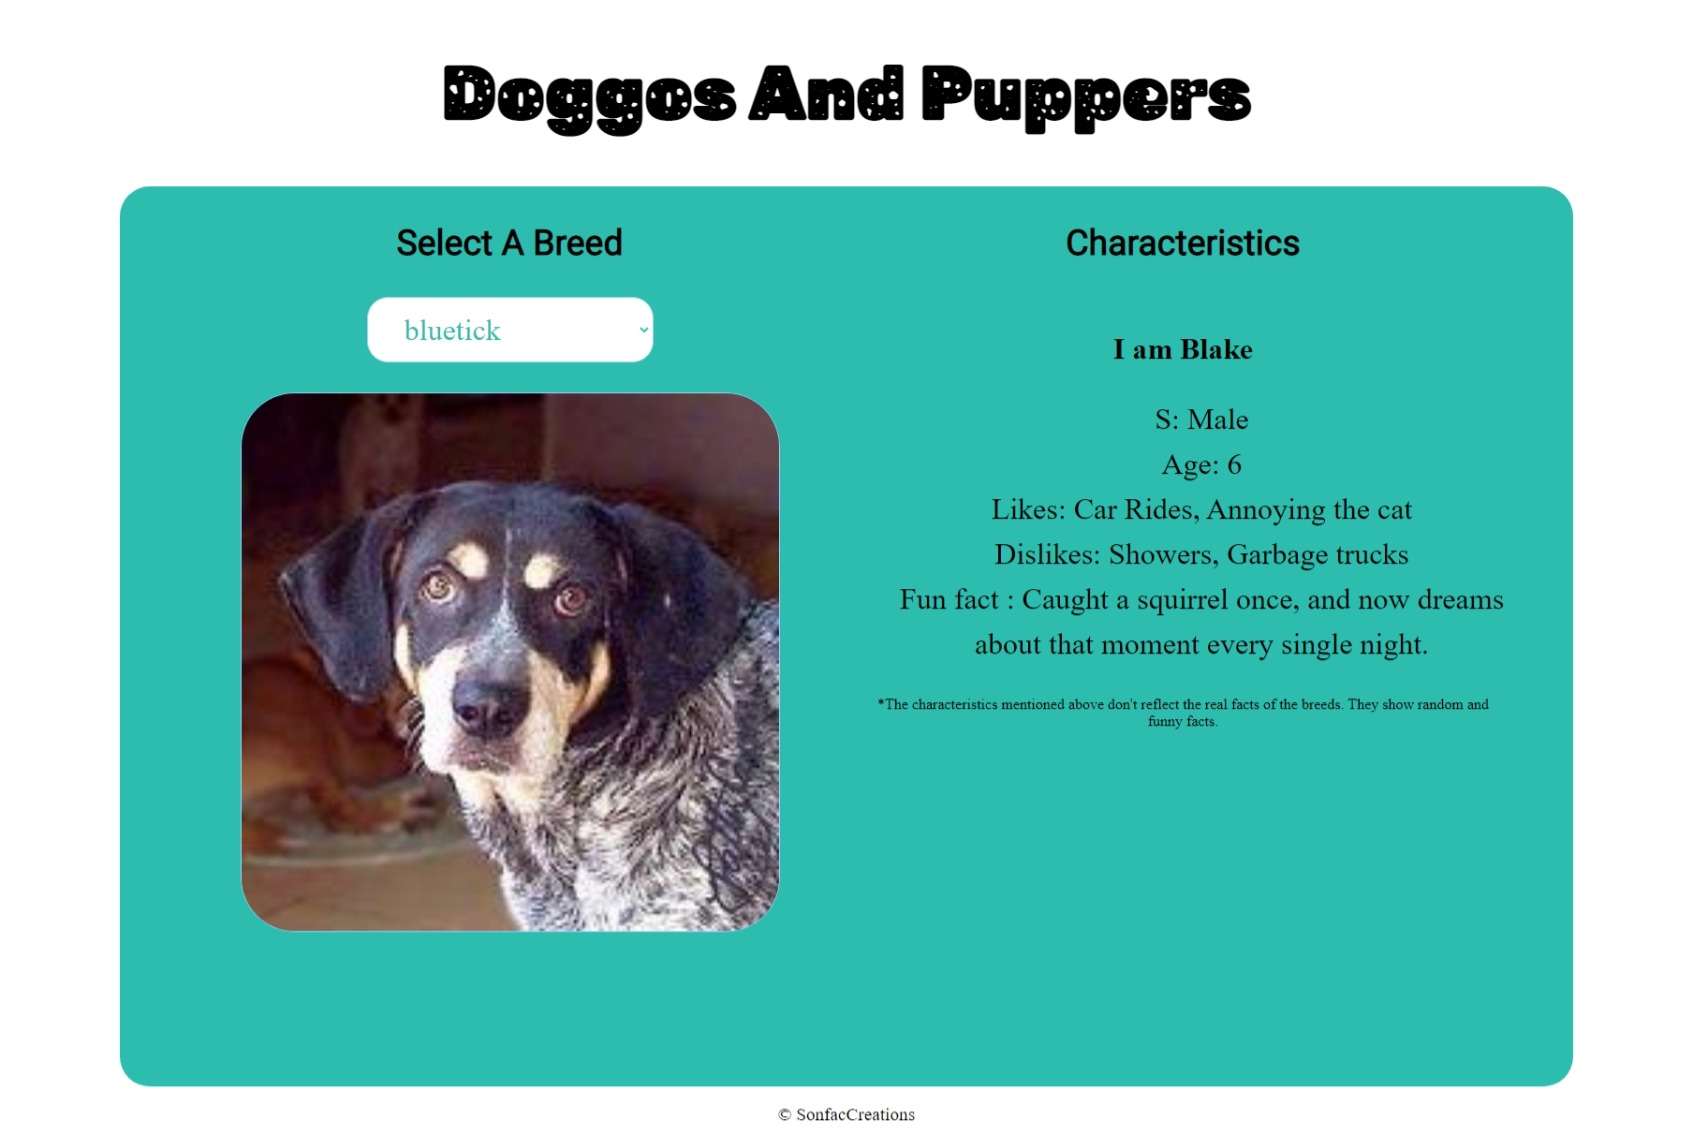 Doggos And Puppers
Select A Breed
bluetick
Characteristics
I am Blake
S: Male
Age: 6
Likes: Car Rides, Annoying the cat
Dislikes: Showers, Garbage trucks
Fun fact : Caught a squirrel once, and now dreams
about that moment every single night.
*The characteristics mentioned above don't reflect the real facts of the breeds. They show random and
funny facts.
© SonfacCreations